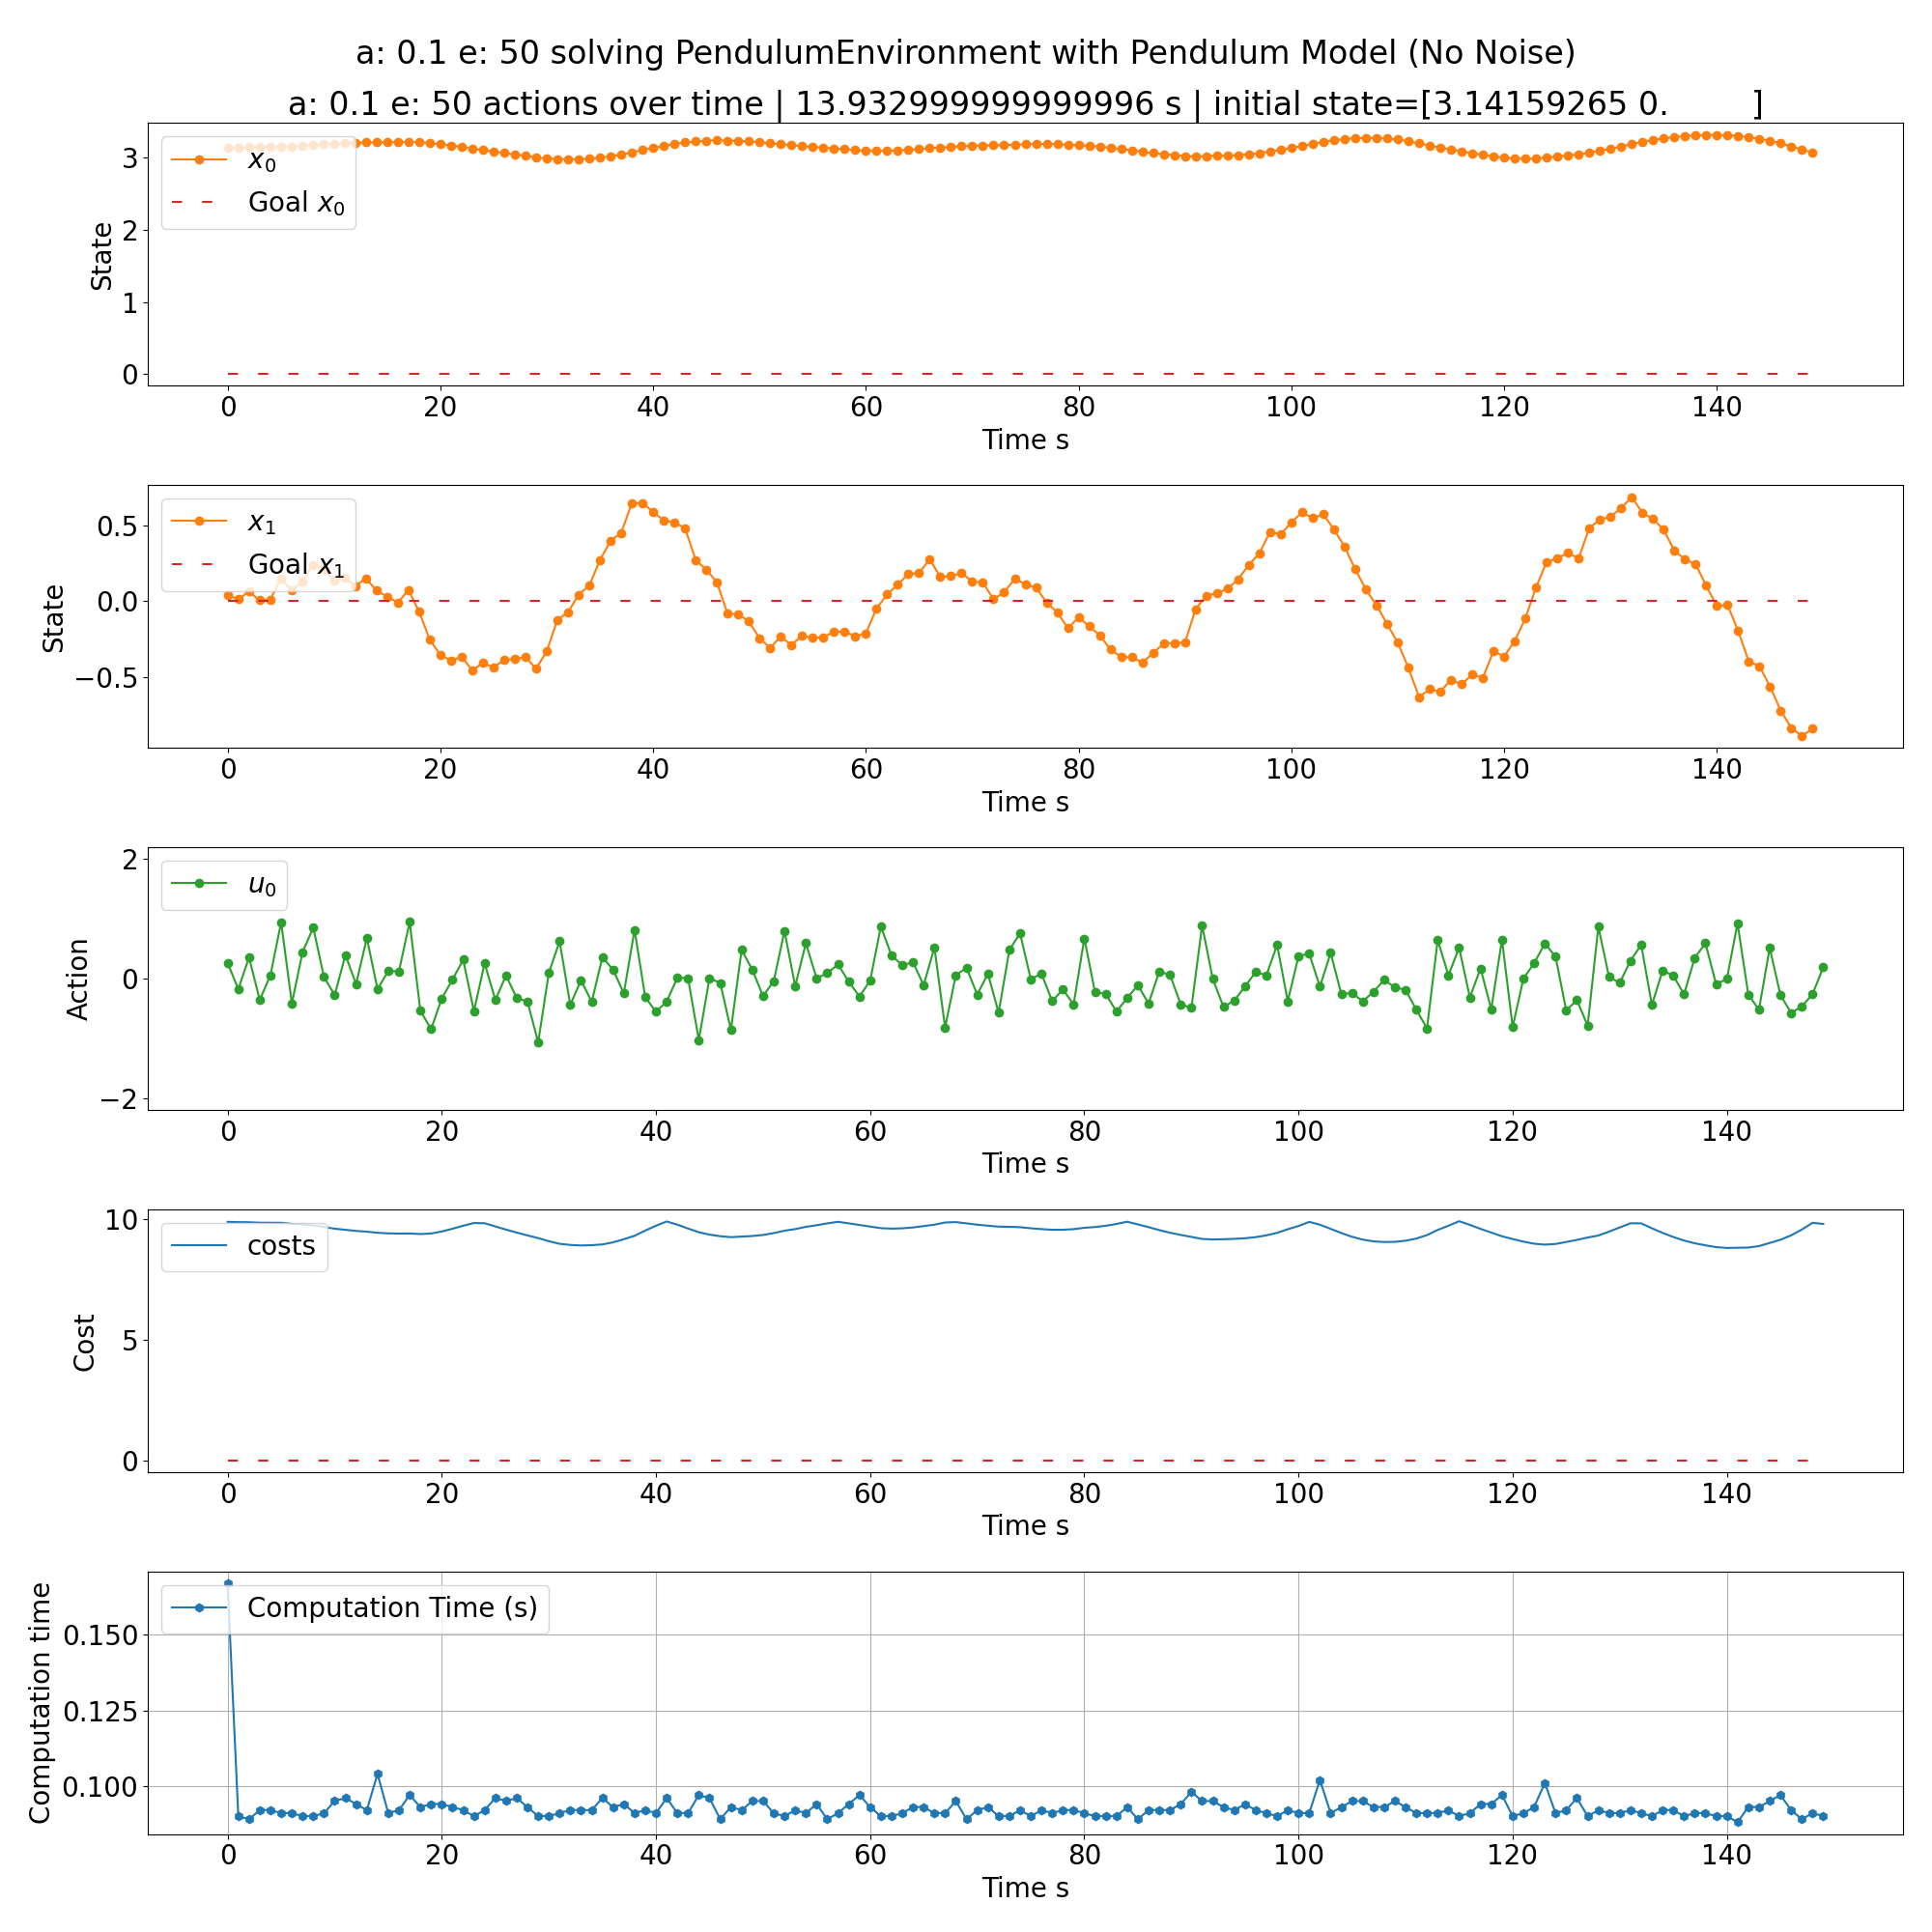 a: 0.1 e: 50 solving PendulumEnvironment with Pendulum Model (No Noise)
a: 0.1 e: 50 actions over time | 13.932999999999996 s | initial state=[3.14159265 0.        ]
x₀
Goal x₀
State
3
2
1
0
0 20 40 60 80 100 120 140
Time s
x₁
Goal x₁
State
0.5
0.0
−0.5
0 20 40 60 80 100 120 140
Time s
u₀
Action
2
0
−2
0 20 40 60 80 100 120 140
Time s
costs
Cost
10
5
0
0 20 40 60 80 100 120 140
Time s
Computation Time (s)
Computation time
0.150
0.125
0.100
0 20 40 60 80 100 120 140
Time s